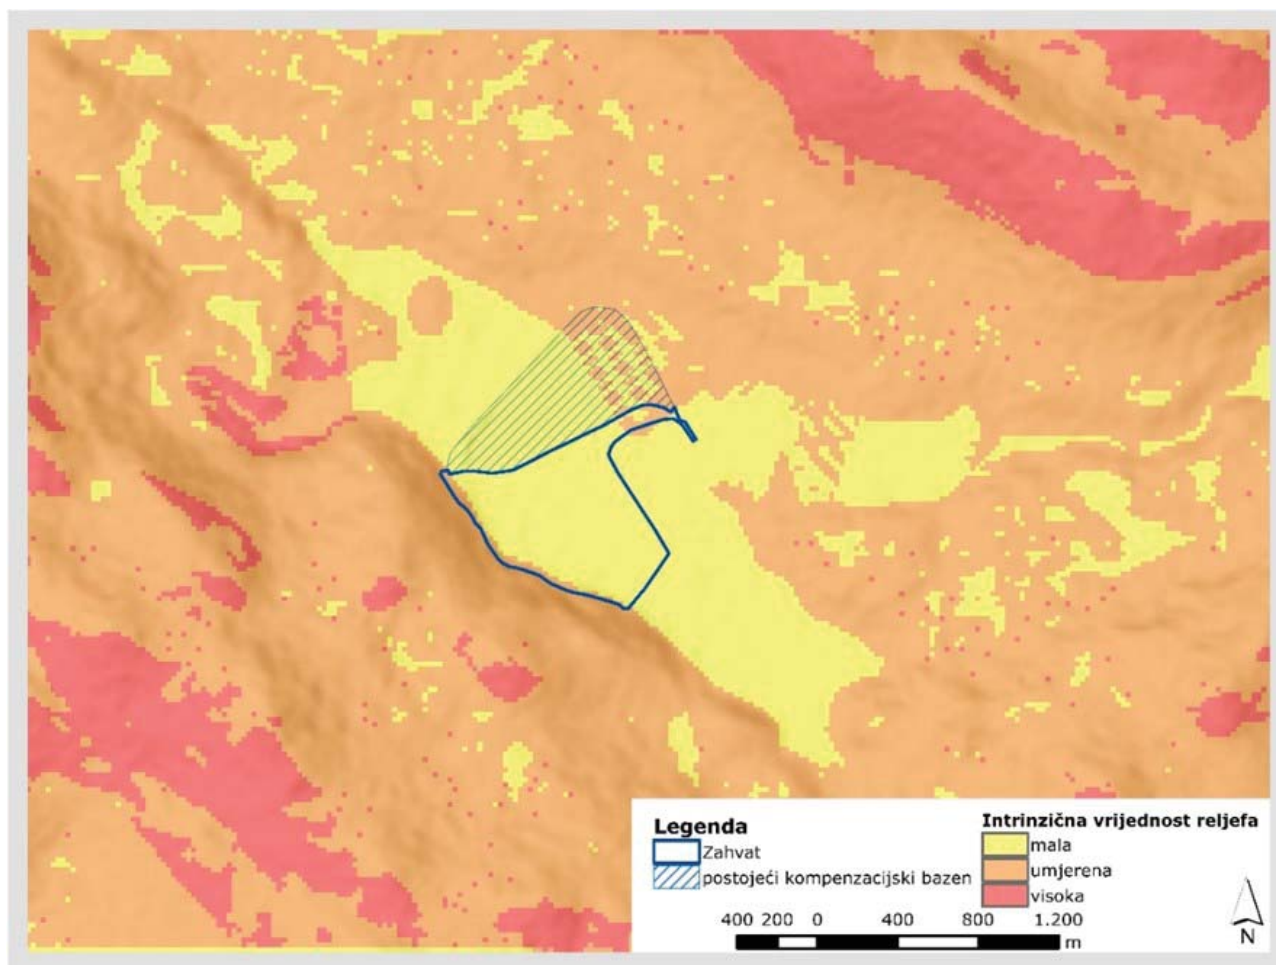 Legenda
Zahvat
postojeći kompenzacijski bazen
Intrinzična vrijednost reljefa
mala
umjerena
visoka
400 200 0 400 800 1.200
m
N